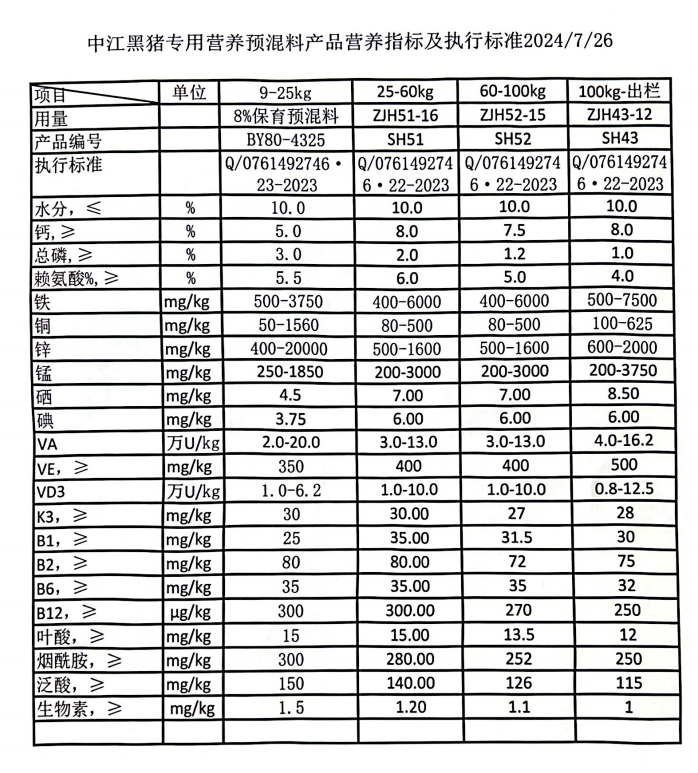 中江黑猪专用营养预混料产品营养指标及执行标准2024/7/26
项目 单位 9-25kg 25-60kg 60-100kg 100kg-出栏
用量 8%保育预混料 ZJH51-16 ZJH52-15 ZJH43-12
产品编号 BY80-4325 SH51 SH52 SH43
执行标准 Q/0761492746· Q/076149274 Q/076149274 Q/076149274
23-2023 6·22-2023 6·22-2023 6·22-2023
水分，≤ % 10.0 10.0 10.0 10.0
钙,≥ % 5.0 8.0 7.5 8.0
总磷,≥ % 3.0 2.0 1.2 1.0
赖氨酸%,≥ % 5.5 6.0 5.0 4.0
铁 mg/kg 500-3750 400-6000 400-6000 500-7500
铜 mg/kg 50-1560 80-500 80-500 100-625
锌 mg/kg 400-20000 500-1600 500-1600 600-2000
锰 mg/kg 250-1850 200-3000 200-3000 200-3750
硒 mg/kg 4.5 7.00 7.00 8.50
碘 mg/kg 3.75 6.00 6.00 6.00
VA 万U/kg 2.0-20.0 3.0-13.0 3.0-13.0 4.0-16.2
VE，≥ mg/kg 350 400 400 500
VD3 万U/kg 1.0-6.2 1.0-10.0 1.0-10.0 0.8-12.5
K3，≥ mg/kg 30 30.00 27 28
B1，≥ mg/kg 25 35.00 31.5 30
B2，≥ mg/kg 80 80.00 72 75
B6，≥ mg/kg 35 35.00 35 32
B12，≥ μg/kg 300 300.00 270 250
叶酸，≥ mg/kg 15 15.00 13.5 12
烟酰胺，≥ mg/kg 300 280.00 252 250
泛酸，≥ mg/kg 150 140.00 126 115
生物素，≥ mg/kg 1.5 1.20 1.1 1